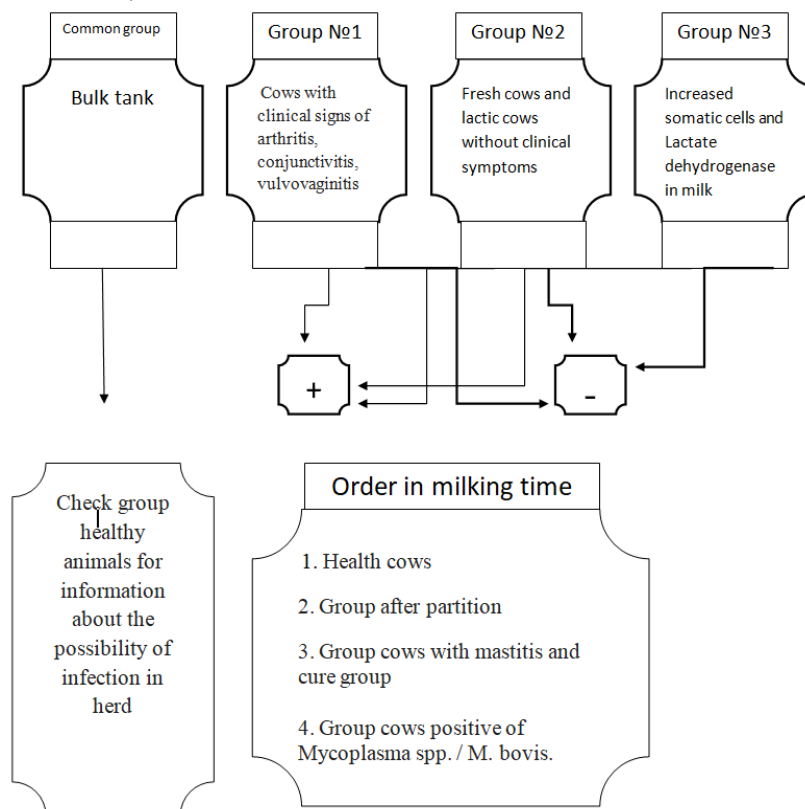 Common group
Bulk tank
Group №1
Cows with
clinical signs of
arthritis,
conjunctivitis,
vulvovaginitis
Group №2
Fresh cows and
lactic cows
without clinical
symptoms
Group №3
Increased
somatic cells and
Lactate
dehydrogenase
in milk
+
-
Check group
healthy
animals for
information
about the
possibility of
infection in
herd
Order in milking time
1. Health cows
2. Group after partition
3. Group cows with mastitis and
cure group
4. Group cows positive of
Mycoplasma spp. / M. bovis.